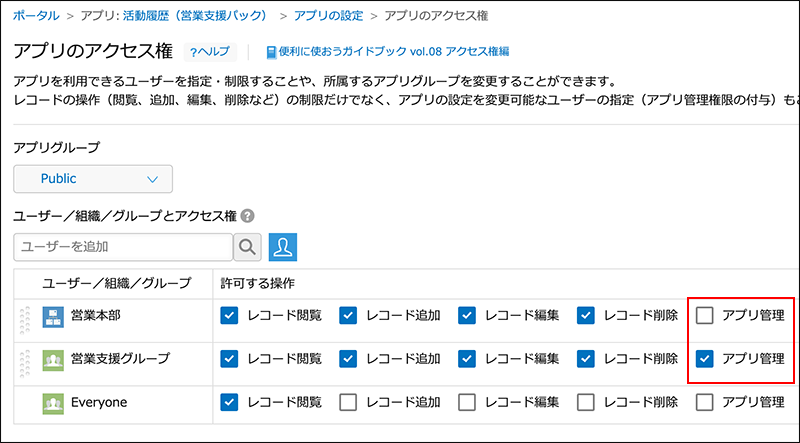 ポータル > アプリ: 活動履歴（営業支援パック） > アプリの設定 > アプリのアクセス権
アプリのアクセス権 ?ヘルプ 便利に使おうガイドブック vol.08 アクセス権編
アプリを利用できるユーザーを指定・制限することや、所属するアプリグループを変更することができます。
レコードの操作（閲覧、追加、編集、削除など）の制限だけでなく、アプリの設定を変更可能なユーザーの指定（アプリ管理権限の付与）も
アプリグループ
Public
ユーザー／組織／グループとアクセス権 ?
ユーザーを追加
ユーザー／組織／グループ 許可する操作
営業本部 レコード閲覧 レコード追加 レコード編集 レコード削除 アプリ管理
営業支援グループ レコード閲覧 レコード追加 レコード編集 レコード削除 アプリ管理
Everyone レコード閲覧 レコード追加 レコード編集 レコード削除 アプリ管理